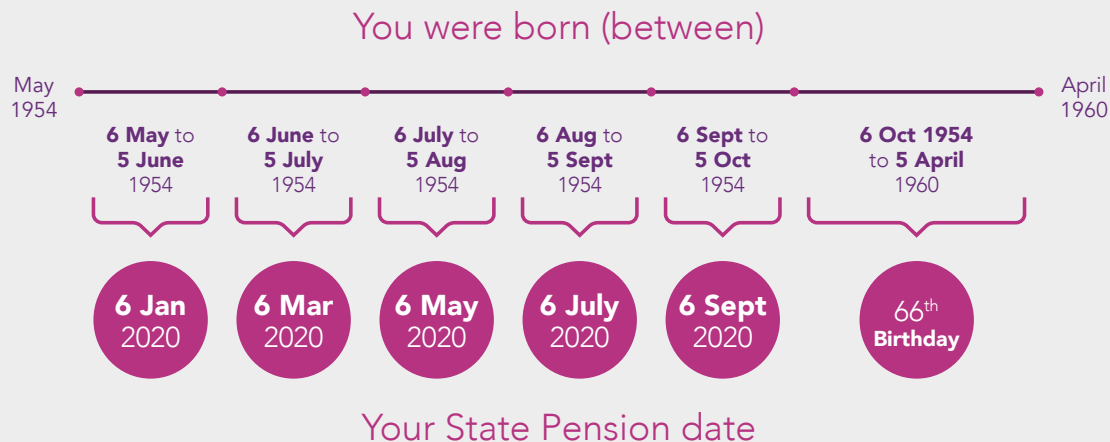 You were born (between)
May
1954
April
1960
6 May to
5 June
1954
6 June to
5 July
1954
6 July to
5 Aug
1954
6 Aug to
5 Sept
1954
6 Sept to
5 Oct
1954
6 Oct 1954
to 5 April
1960
6 Jan
2020
6 Mar
2020
6 May
2020
6 July
2020
6 Sept
2020
66th
Birthday
Your State Pension date